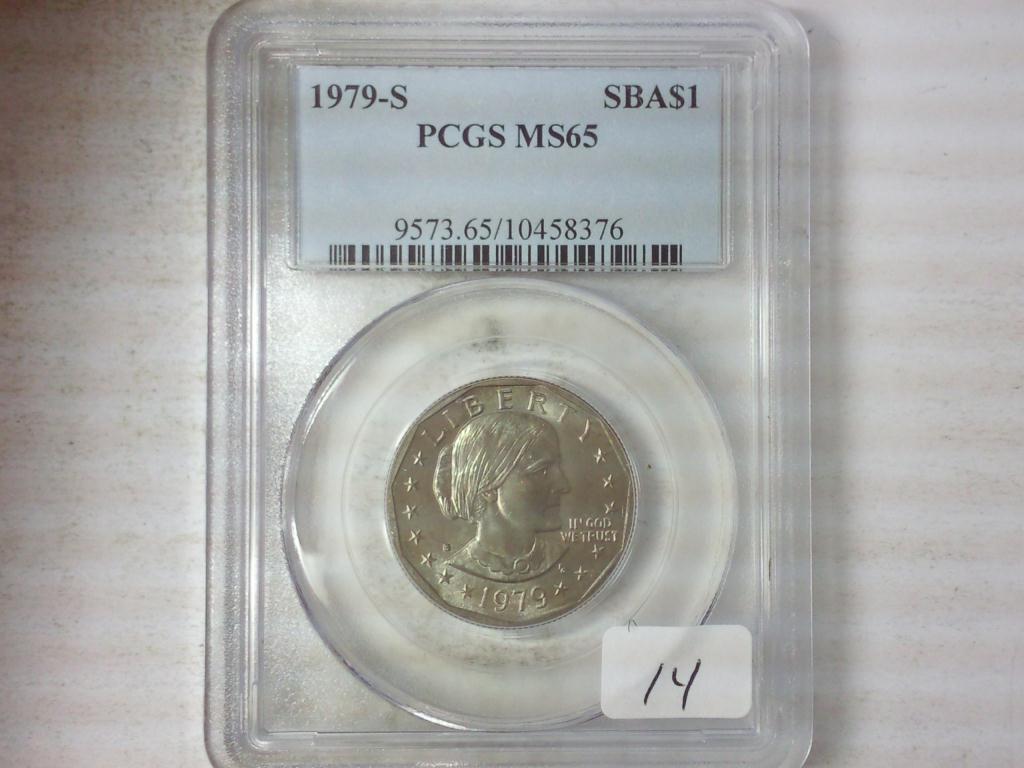 1979-S SBA$1
PCGS MS65
9573.65/10458376
LIBERTY
IN GOD
WE TRUST
S
1979
14